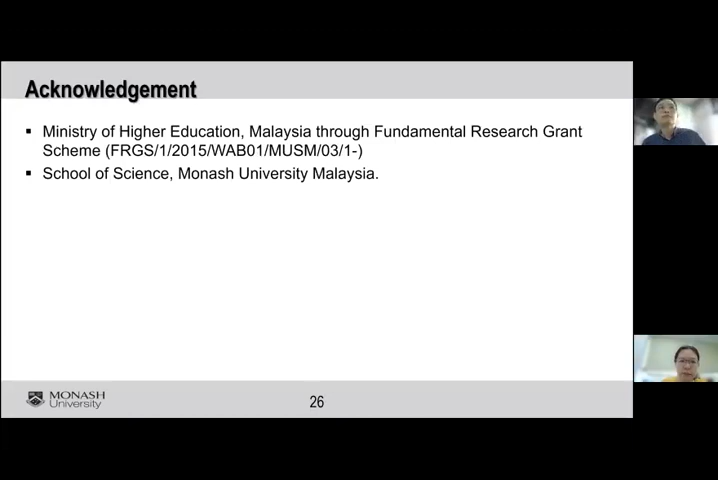 Acknowledgement
▪ Ministry of Higher Education, Malaysia through Fundamental Research Grant
Scheme (FRGS/1/2015/WAB01/MUSM/03/1-)
▪ School of Science, Monash University Malaysia.
MONASH
University
26